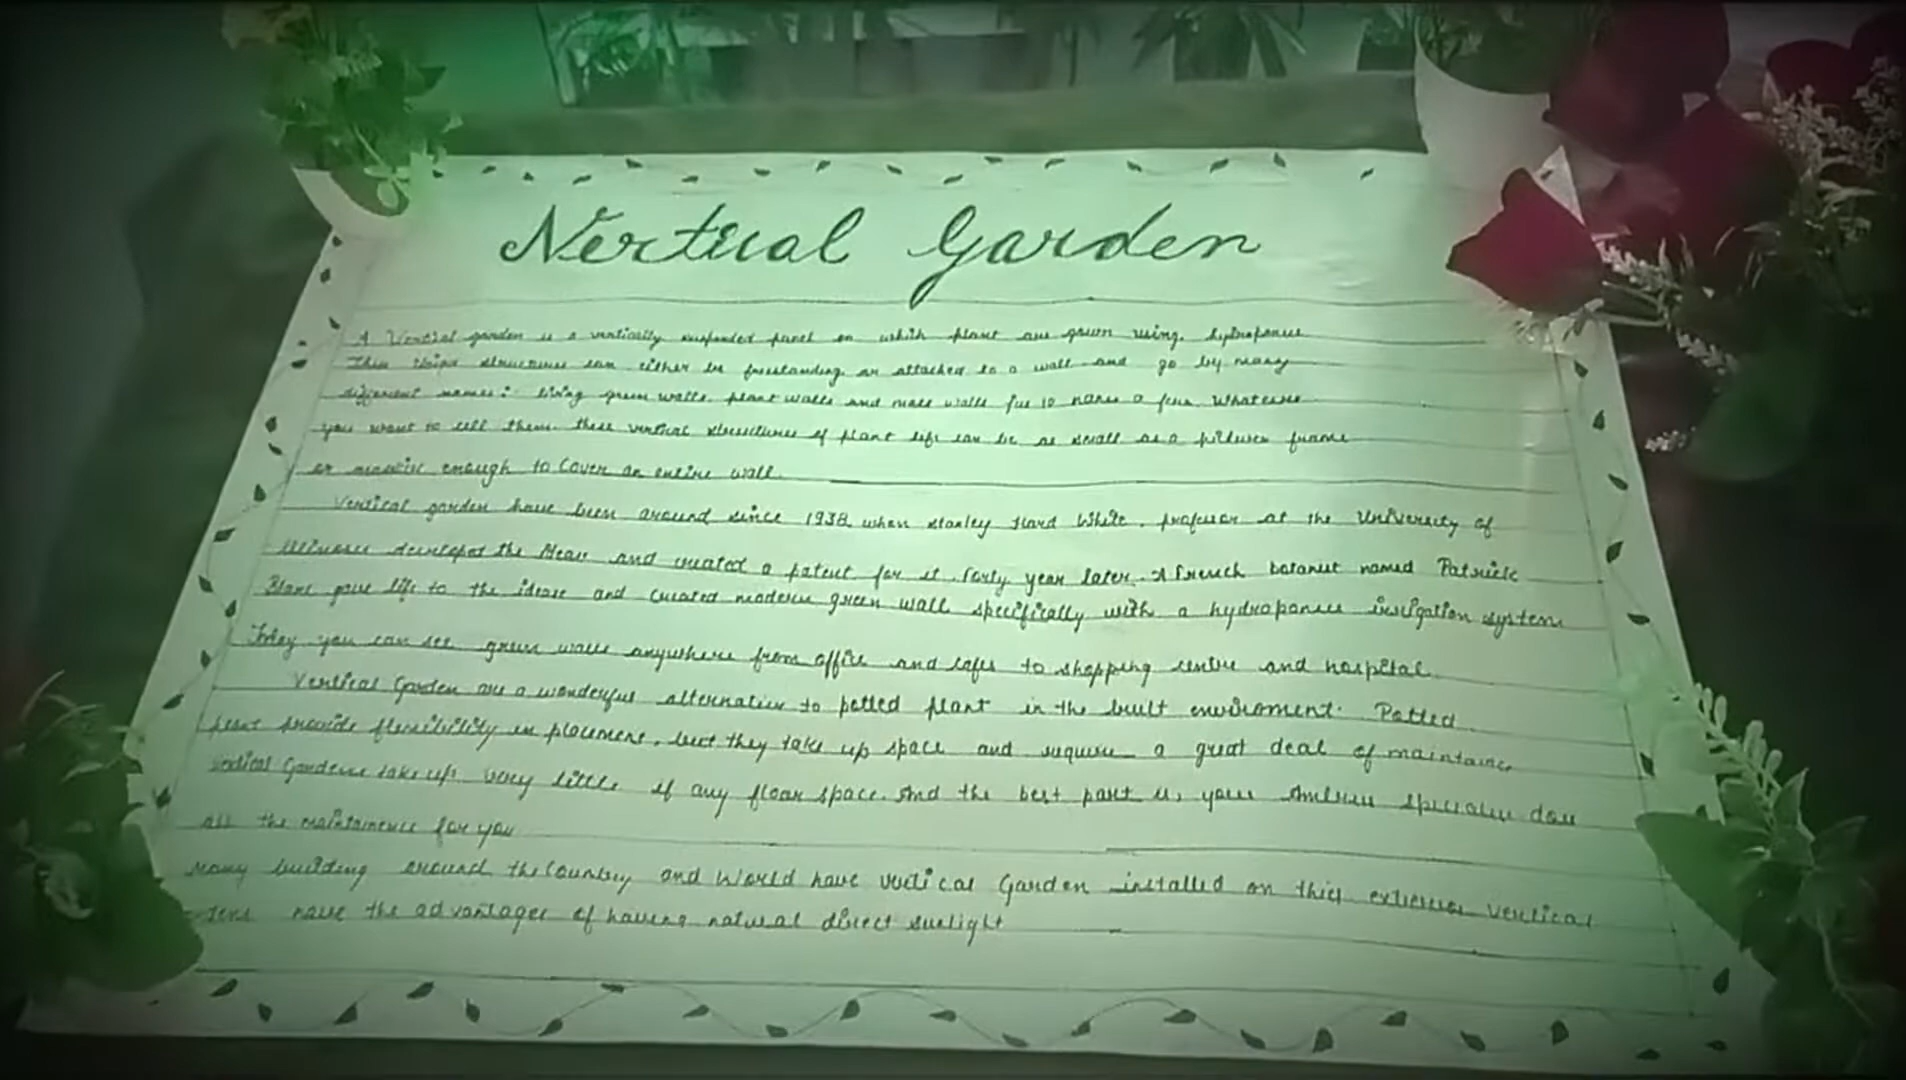 Vertical Garden
A Vertical garden is a vertically suspended panel on which plant are grown using hydroponics
These unique structures can either be freestanding or attached to a wall and go by many
different names: living green walls, plant walls and moss walls to name a few. Whatever
you want to call them these vertical structures of plant life can be as small as a picture frame
or massive enough to Cover an entire wall.
Vertical garden have been around since 1938 when Stanley Hard White, professor at the University of
developed the ideas and created a patent for it. Forty year later. A French botanist named Patrick
Blanc gave life to the ideas and created modern green wall specifically with a hydroponics irrigation system
Today you can see green walls anywhere from office and cafes to shopping centre and hospital.
Vertical Garden are a wonderful alternative to potted plant in the built enviroment. Potted
plant provide flexibility in placement, but they take up space and require a great deal of
vertical Gardens take up very little if any floor space. And the best part is, your
all the for you
Many building around the Country and World have vertical Garden installed on vertical
have the advantages of having natural direct sunlight